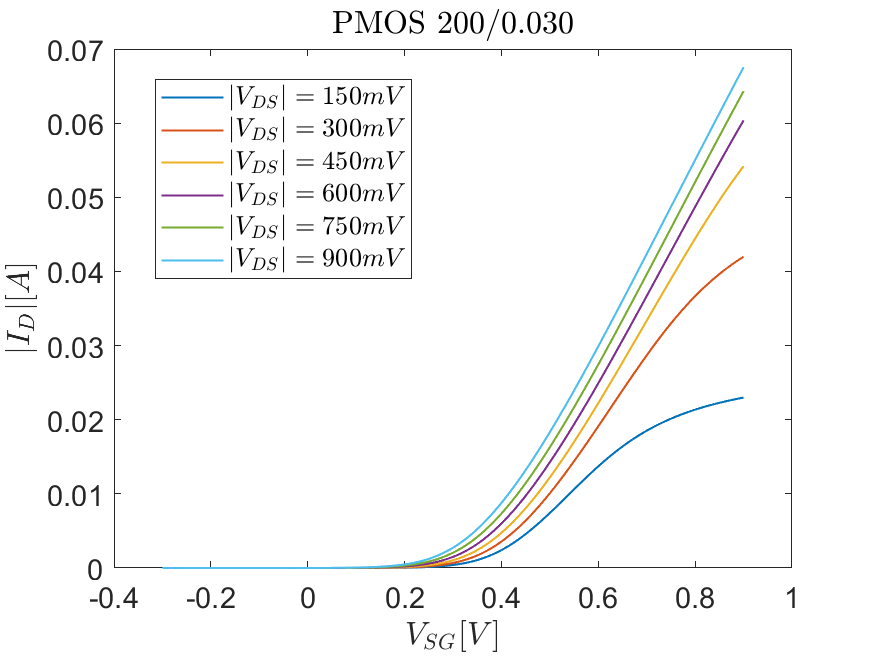 PMOS 200/0.030
0.07
0.06
0.05
0.04
0.03
0.02
0.01
0
|I_D|[A]
|V_DS| = 150mV
|V_DS| = 300mV
|V_DS| = 450mV
|V_DS| = 600mV
|V_DS| = 750mV
|V_DS| = 900mV
-0.4 -0.2 0 0.2 0.4 0.6 0.8 1
V_SG[V]